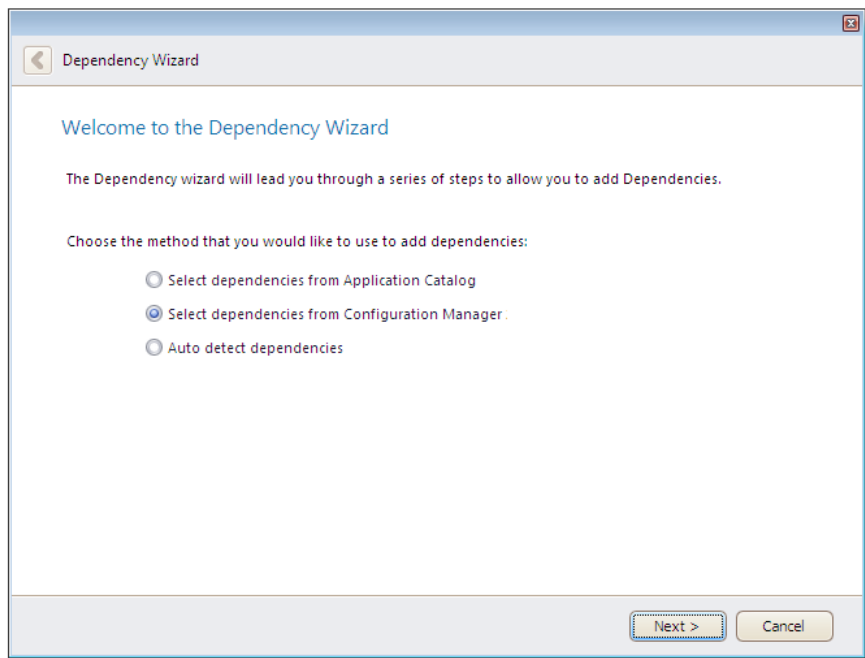 Dependency Wizard
Welcome to the Dependency Wizard
The Dependency wizard will lead you through a series of steps to allow you to add Dependencies.
Choose the method that you would like to use to add dependencies:
Select dependencies from Application Catalog
Select dependencies from Configuration Manager
Auto detect dependencies
Next > Cancel